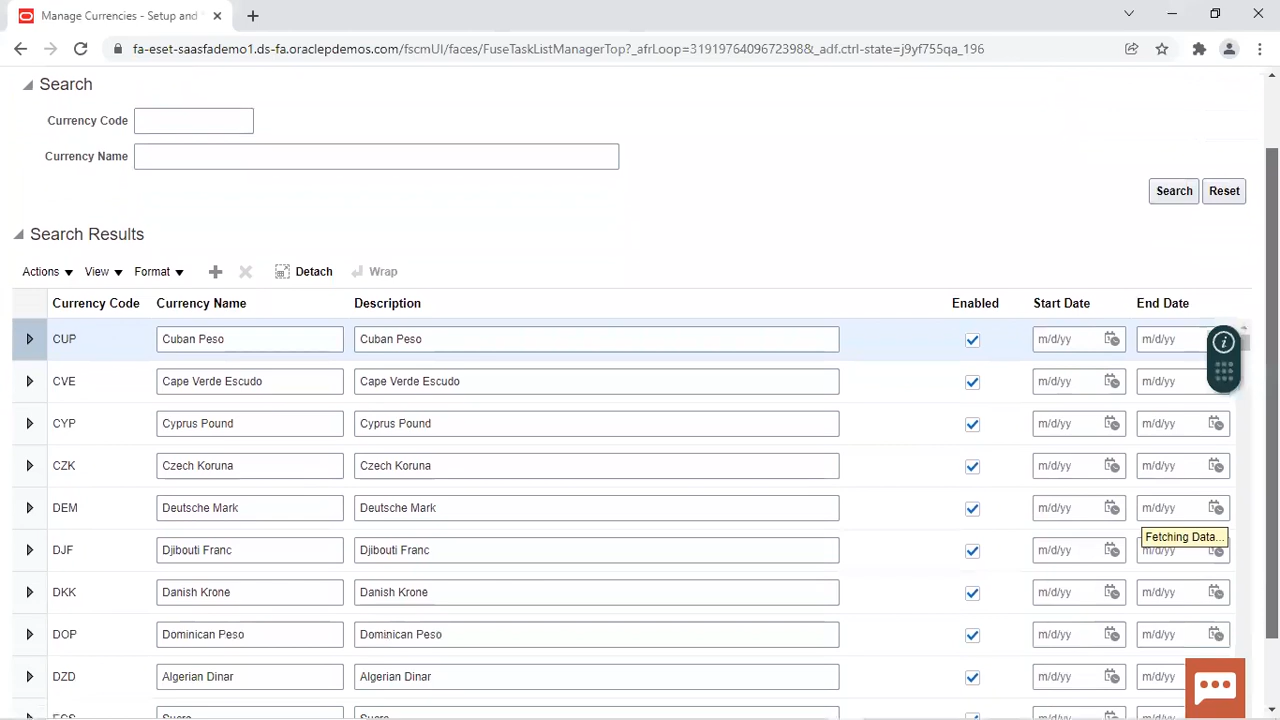 Manage Currencies - Setup and
fa-eset-saasfademo1.ds-fa.oraclepdemos.com/fscmUI/faces/FuseTaskListManagerTop?_afrLoop=3191976409672398&_adf.ctrl-state=j9yf755qa_196
Search
Currency Code
Currency Name
Search Reset
Search Results
Actions View Format Detach Wrap
Currency Code Currency Name Description Enabled Start Date End Date
CUP Cuban Peso Cuban Peso m/d/yy m/d/yy
CVE Cape Verde Escudo Cape Verde Escudo m/d/yy m/d/yy
CYP Cyprus Pound Cyprus Pound m/d/yy m/d/yy
CZK Czech Koruna Czech Koruna m/d/yy m/d/yy
DEM Deutsche Mark Deutsche Mark m/d/yy m/d/yy
Fetching Data...
DJF Djibouti Franc Djibouti Franc m/d/yy m/d/yy
DKK Danish Krone Danish Krone m/d/yy m/d/yy
DOP Dominican Peso Dominican Peso m/d/yy m/d/yy
DZD Algerian Dinar Algerian Dinar m/d/yy m/d/yy